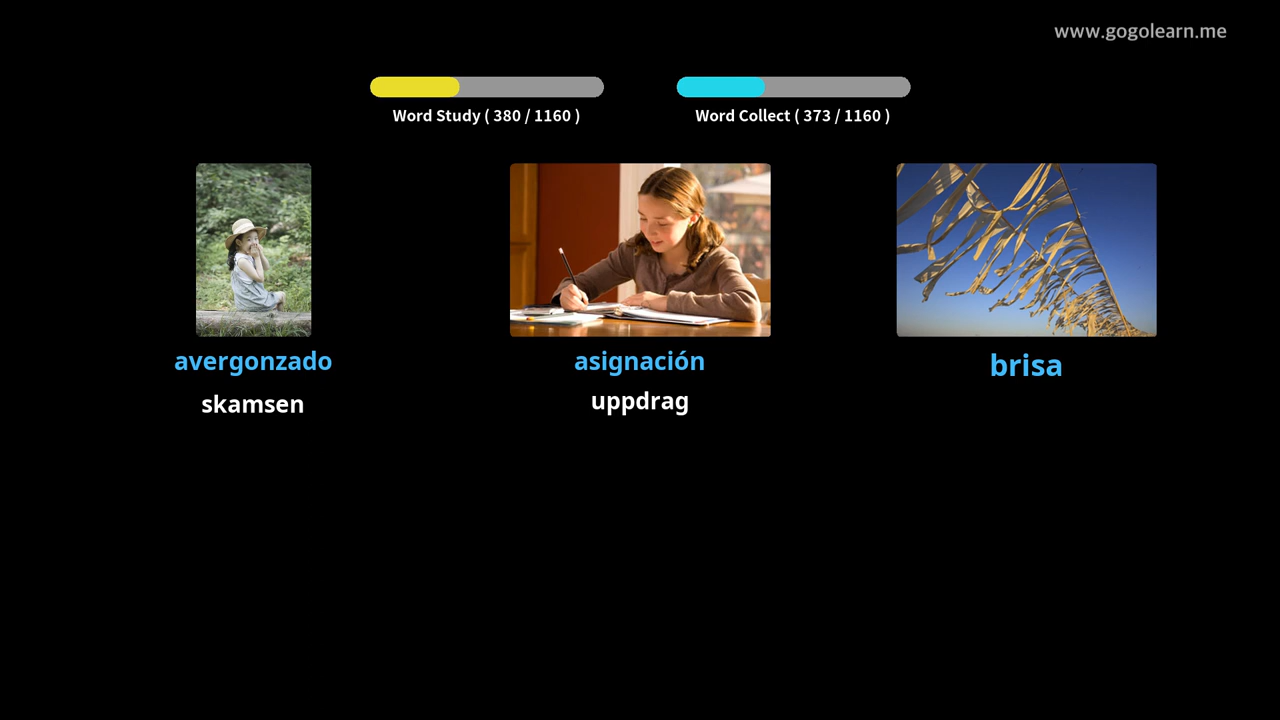 www.gogolearn.me
Word Study ( 380 / 1160 )
Word Collect ( 373 / 1160 )
avergonzado
skamsen
asignación
uppdrag
brisa